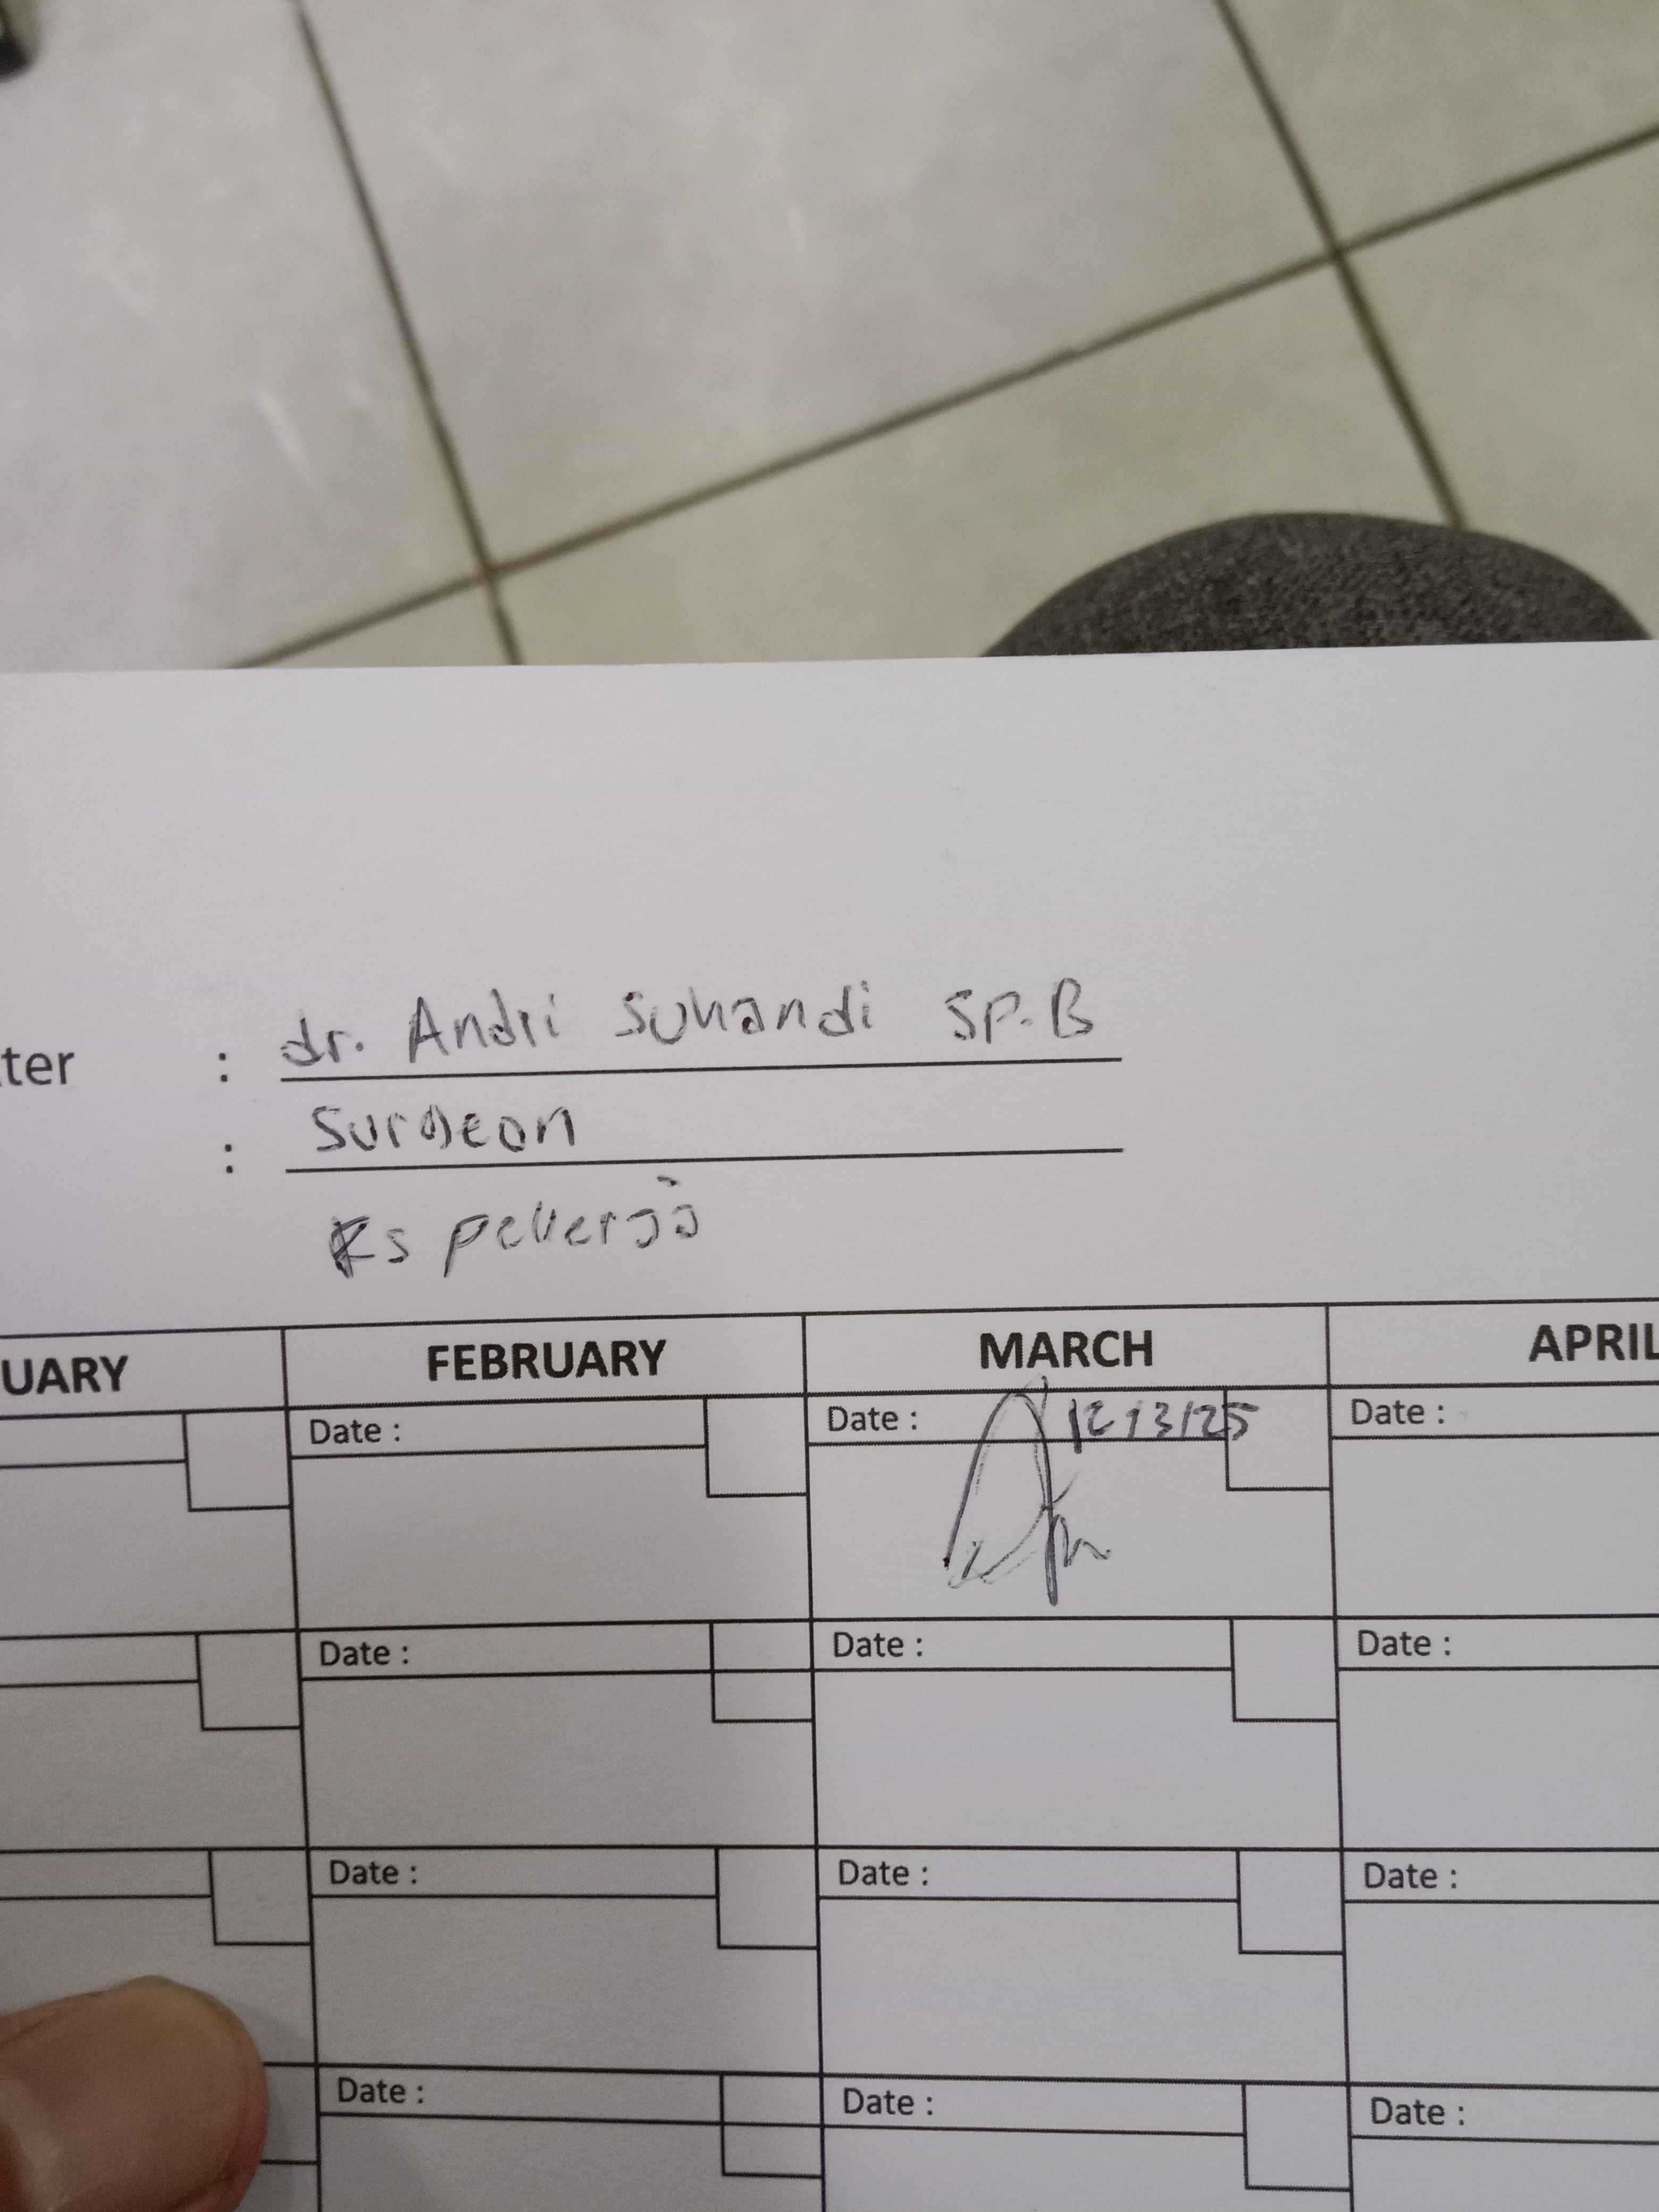 ter : dr. Andri Suhandi SP.B
: Surgeon
Rs pekerja
UARY FEBRUARY MARCH APRIL
Date : Date : 12/3/25 Date :
Date : Date : Date :
Date : Date : Date :
Date : Date : Date :